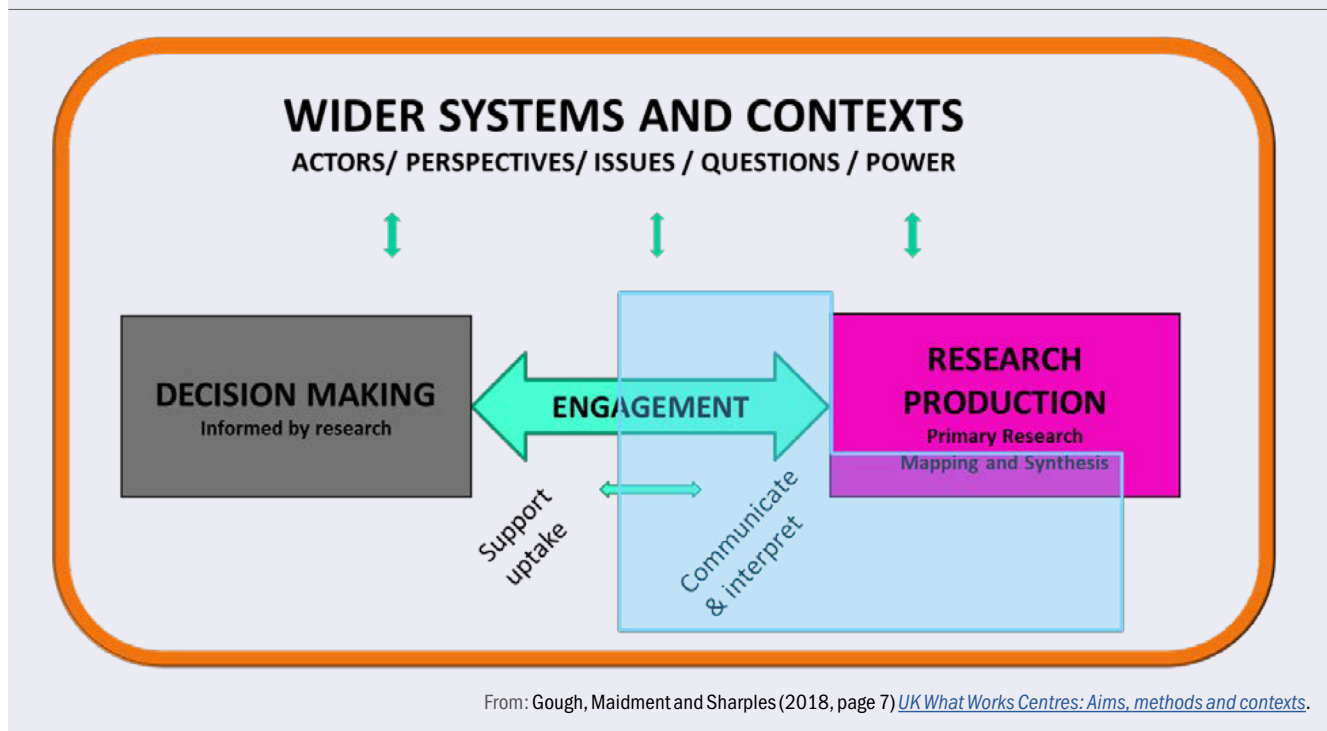 WIDER SYSTEMS AND CONTEXTS
ACTORS/ PERSPECTIVES/ ISSUES / QUESTIONS / POWER
DECISION MAKING
Informed by research
ENGAGEMENT
RESEARCH
PRODUCTION
Primary Research
Mapping and Synthesis
Support
uptake
Communicate
& interpret
From: Gough, Maidment and Sharples (2018, page 7) UK What Works Centres: Aims, methods and contexts.